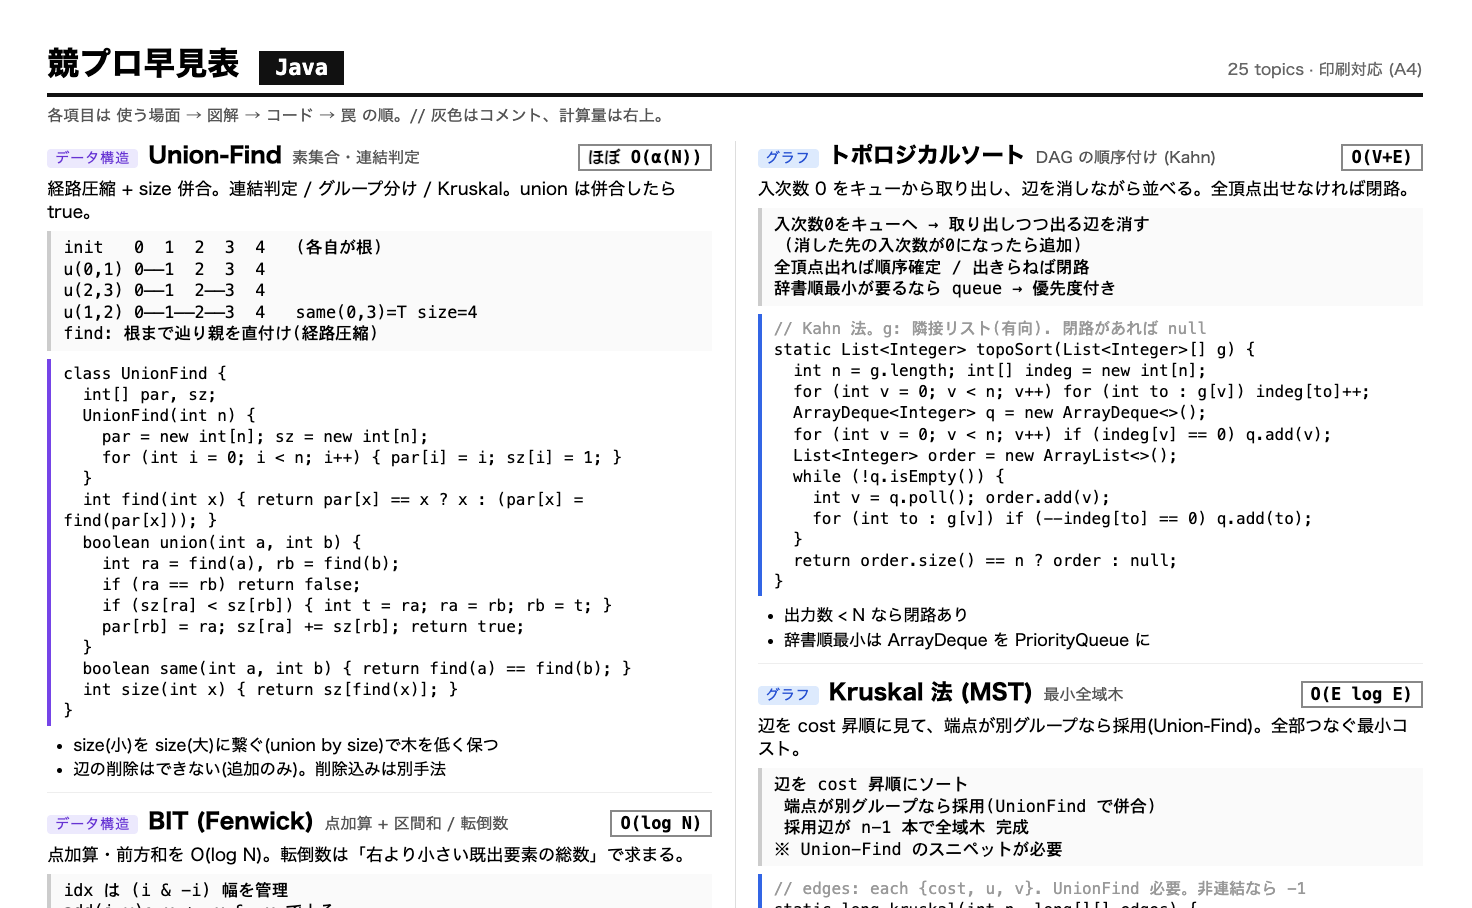 競プロ早見表 Java
25 topics · 印刷対応 (A4)
各項目は 使う場面 → 図解 → コード → 罠 の順。// 灰色はコメント、計算量は右上。
データ構造 Union-Find 素集合・連結判定 ほぼ O(α(N))
経路圧縮 + size 併合。連結判定 / グループ分け / Kruskal。union は併合したら
true。
init   0  1  2  3  4   (各自が根)
u(0,1) 0──1  2  3  4
u(2,3) 0──1  2──3  4
u(1,2) 0──1──2──3  4   same(0,3)=T size=4
find: 根まで辿り親を直付け(経路圧縮)
class UnionFind {
  int[] par, sz;
  UnionFind(int n) {
    par = new int[n]; sz = new int[n];
    for (int i = 0; i < n; i++) { par[i] = i; sz[i] = 1; }
  }
  int find(int x) { return par[x] == x ? x : (par[x] =
find(par[x])); }
  boolean union(int a, int b) {
    int ra = find(a), rb = find(b);
    if (ra == rb) return false;
    if (sz[ra] < sz[rb]) { int t = ra; ra = rb; rb = t; }
    par[rb] = ra; sz[ra] += sz[rb]; return true;
  }
  boolean same(int a, int b) { return find(a) == find(b); }
  int size(int x) { return sz[find(x)]; }
}
• size(小)を size(大)に繋ぐ(union by size)で木を低く保つ
• 辺の削除はできない(追加のみ)。削除込みは別手法
データ構造 BIT (Fenwick) 点加算 + 区間和 / 転倒数 O(log N)
点加算・前方和を O(log N)。転倒数は「右より小さい既出要素の総数」で求まる。
idx は (i & -i) 幅を管理
グラフ トポロジカルソート DAG の順序付け (Kahn) O(V+E)
入次数 0 をキューから取り出し、辺を消しながら並べる。全頂点出せなければ閉路。
入次数0をキューへ → 取り出しつつ出る辺を消す
 (消した先の入次数が0になったら追加)
全頂点出れば順序確定 / 出きらねば閉路
辞書順最小が要るなら queue → 優先度付き
// Kahn 法。g: 隣接リスト(有向). 閉路があれば null
static List<Integer> topoSort(List<Integer>[] g) {
  int n = g.length; int[] indeg = new int[n];
  for (int v = 0; v < n; v++) for (int to : g[v]) indeg[to]++;
  ArrayDeque<Integer> q = new ArrayDeque<>();
  for (int v = 0; v < n; v++) if (indeg[v] == 0) q.add(v);
  List<Integer> order = new ArrayList<>();
  while (!q.isEmpty()) {
    int v = q.poll(); order.add(v);
    for (int to : g[v]) if (--indeg[to] == 0) q.add(to);
  }
  return order.size() == n ? order : null;
}
• 出力数 < N なら閉路あり
• 辞書順最小は ArrayDeque を PriorityQueue に
グラフ Kruskal 法 (MST) 最小全域木 O(E log E)
辺を cost 昇順に見て、端点が別グループなら採用(Union-Find)。全部つなぐ最小コ
スト。
辺を cost 昇順にソート
 端点が別グループなら採用(UnionFind で併合)
 採用辺が n-1 本で全域木 完成
※ Union-Find のスニペットが必要
// edges: each {cost, u, v}. UnionFind 必要。非連結なら -1
static long kruskal(int n, long[][] edges) {